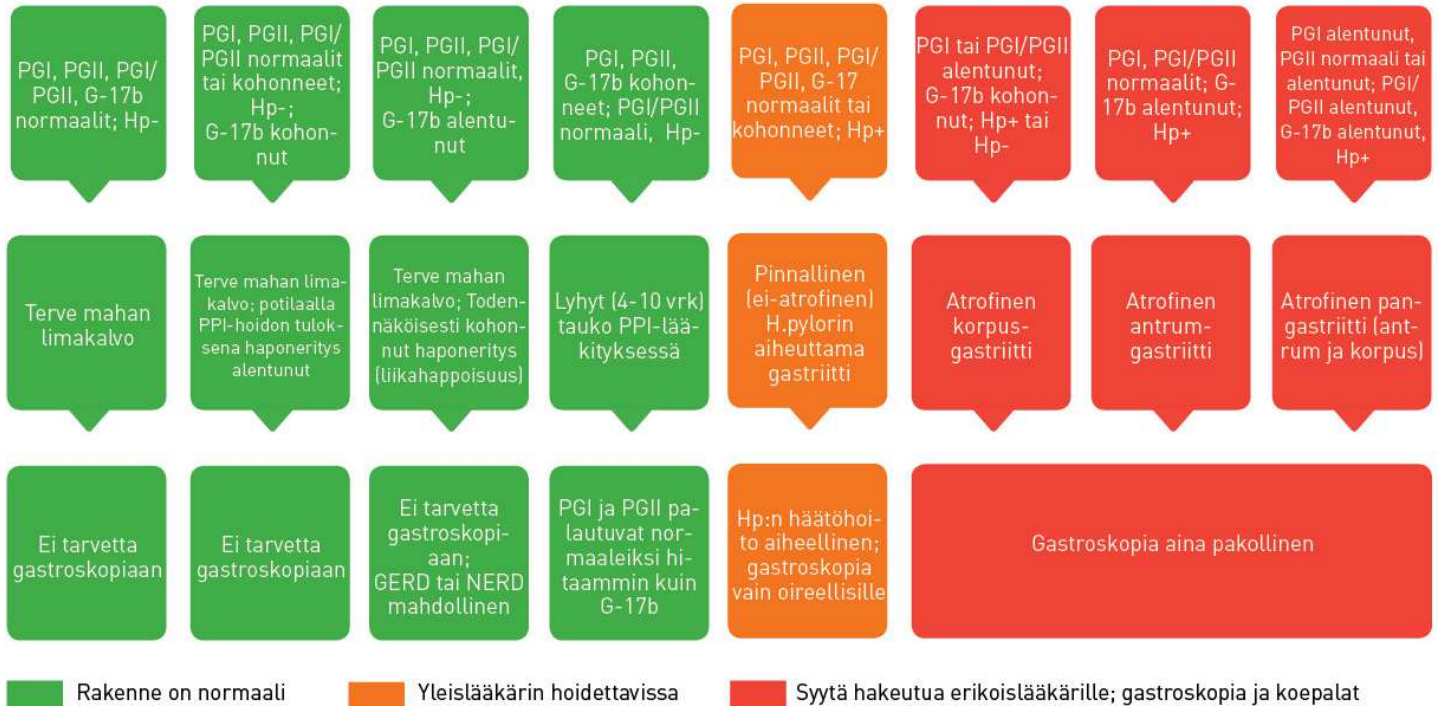 PGI, PGII, PGI/
PGII, G-17b
normaalit; Hp-
PGI, PGII, PGI/
PGII normaalit
tai kohonneet;
Hp-;
G-17b kohon-
nut
PGI, PGII, PGI/
PGII normaalit,
Hp-;
G-17b alentu-
nut
PGI, PGII,
G-17b kohon-
neet; PGI/PGII
normaali, Hp-
PGI, PGII, PGI/
PGII, G-17
normaalit tai
kohonneet; Hp+
PGI tai PGI/PGII
alentunut;
G-17b kohon-
nut; Hp+ tai
Hp-
PGI, PGI/PGII
normaalit; G-
17b alentunut;
Hp+
PGI alentunut,
PGII normaali tai
alentunut; PGI/
PGII alentunut,
G-17b alentunut,
Hp+
Terve mahan
limakalvo
Terve mahan lima-
kalvo; potilaalla
PPI-hoidon tulok-
sena haponeritys
alentunut
Terve mahan
limakalvo; Toden-
näköisesti kohon-
nut haponeritys
(liikahappoisuus)
Lyhyt (4-10 vrk)
tauko PPI-lää-
kityksessä
Pinnallinen
(ei-atrofinen)
H.pylorin
aiheuttama
gastriitti
Atrofinen
korpus-
gastriitti
Atrofinen
antrum-
gastriitti
Atrofinen pan-
gastriitti (ant-
rum ja korpus)
Ei tarvetta
gastroskopiaan
Ei tarvetta
gastroskopiaan
Ei tarvetta
gastroskopi-
aan;
GERD tai NERD
mahdollinen
PGI ja PGII pa-
lautuvat nor-
maaleiksi hi-
taammin kuin
G-17b
Hp:n häätöhoi-
to aiheellinen;
gastroskopia
vain oireellisille
Gastroskopia aina pakollinen
Rakenne on normaali
Yleislääkärin hoidettavissa
Syytä hakeutua erikoislääkärille; gastroskopia ja koepalat